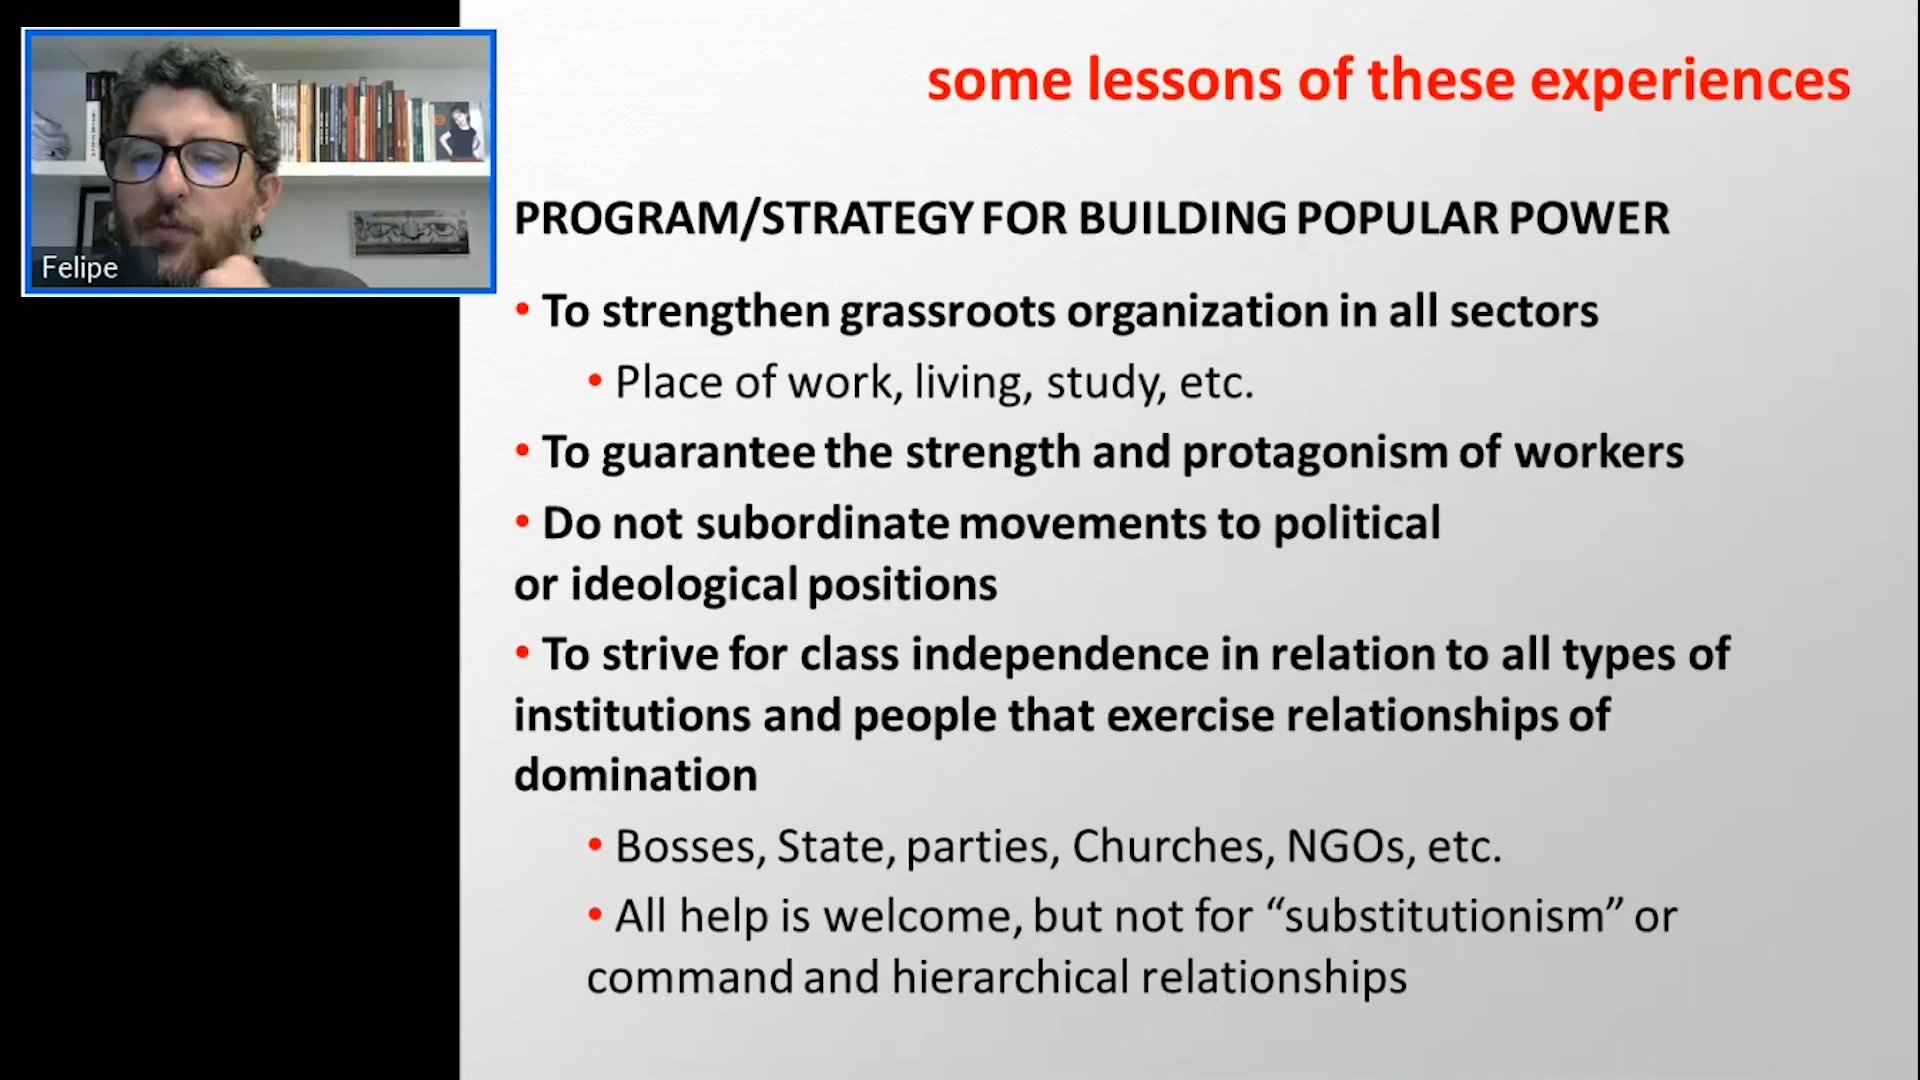 some lessons of these experiences
Felipe
PROGRAM/STRATEGY FOR BUILDING POPULAR POWER
• To strengthen grassroots organization in all sectors
• Place of work, living, study, etc.
• To guarantee the strength and protagonism of workers
• Do not subordinate movements to political
or ideological positions
• To strive for class independence in relation to all types of
institutions and people that exercise relationships of
domination
• Bosses, State, parties, Churches, NGOs, etc.
• All help is welcome, but not for “substitutionism” or
command and hierarchical relationships